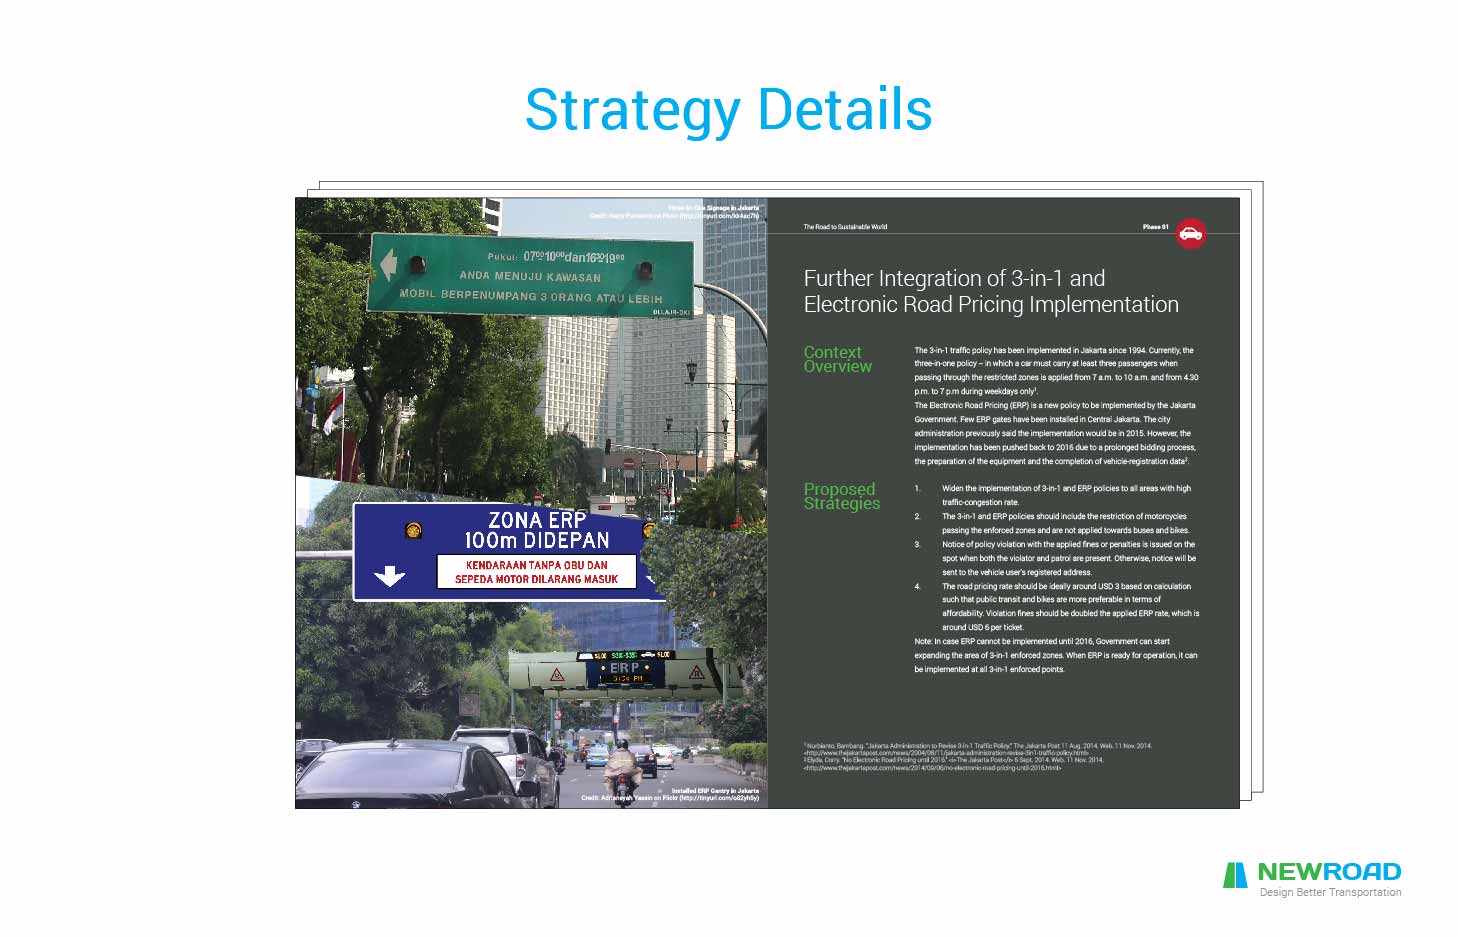 Strategy Details
Three-in-One Signage in Jakarta
Pukul: 07⁰⁰-10⁰⁰ dan 16³⁰-19⁰⁰
ANDA MENUJU KAWASAN
MOBIL BERPENUMPANG 3 ORANG ATAU LEBIH
DLLAJR-DKI
ZONA ERP
100m DIDEPAN
KENDARAAN TANPA OBU DAN
SEPEDA MOTOR DILARANG MASUK
ERP
5:34 PM
Installed ERP Gantry in Jakarta
Credit: Adriansyah Yassin on Flickr (http://tinyurl.com/o82yh5y)
The Road to Sustainable World
Phase 01
Further Integration of 3-in-1 and
Electronic Road Pricing Implementation
Context
Overview
The 3-in-1 traffic policy has been implemented in Jakarta since 1994. Currently, the
three-in-one policy – in which a car must carry at least three passengers when
passing through the restricted zones is applied from 7 a.m. to 10 a.m. and from 4.30
p.m. to 7 p.m during weekdays only¹.
The Electronic Road Pricing (ERP) is a new policy to be implemented by the Jakarta
Government. Few ERP gates have been installed in Central Jakarta. The city
administration previously said the implementation would be in 2015. However, the
implementation has been pushed back to 2016 due to a prolonged bidding process,
the preparation of the equipment and the completion of vehicle-registration data².
Proposed
Strategies
1. Widen the implementation of 3-in-1 and ERP policies to all areas with high
traffic-congestion rate.
2. The 3-in-1 and ERP policies should include the restriction of motorcycles
passing the enforced zones and are not applied towards buses and bikes.
3. Notice of policy violation with the applied fines or penalties is issued on the
spot when both the violator and patrol are present. Otherwise, notice will be
sent to the vehicle user's registered address.
4. The road pricing rate should be ideally around USD 3 based on calculation
such that public transit and bikes are more preferable in terms of
affordability. Violation fines should be doubled the applied ERP rate, which is
around USD 6 per ticket.
Note: In case ERP cannot be implemented until 2016, Government can start
expanding the area of 3-in-1 enforced zones. When ERP is ready for operation, it can
be implemented at all 3-in-1 enforced points.
¹ Nurbianto, Bambang. "Jakarta Administration to Revise 3-in-1 Traffic Policy." The Jakarta Post 11 Aug. 2014. Web. 11 Nov. 2014.
<http://www.thejakartapost.com/news/2004/08/11/jakarta-administration-revise-3in1-traffic-policy.html>
² Elyda, Corry. "No Electronic Road Pricing until 2016." <i>The Jakarta Post</i> 6 Sept. 2014. Web. 11 Nov. 2014.
<http://www.thejakartapost.com/news/2014/09/06/no-electronic-road-pricing-until-2016.html>
NEWROAD
Design Better Transportation